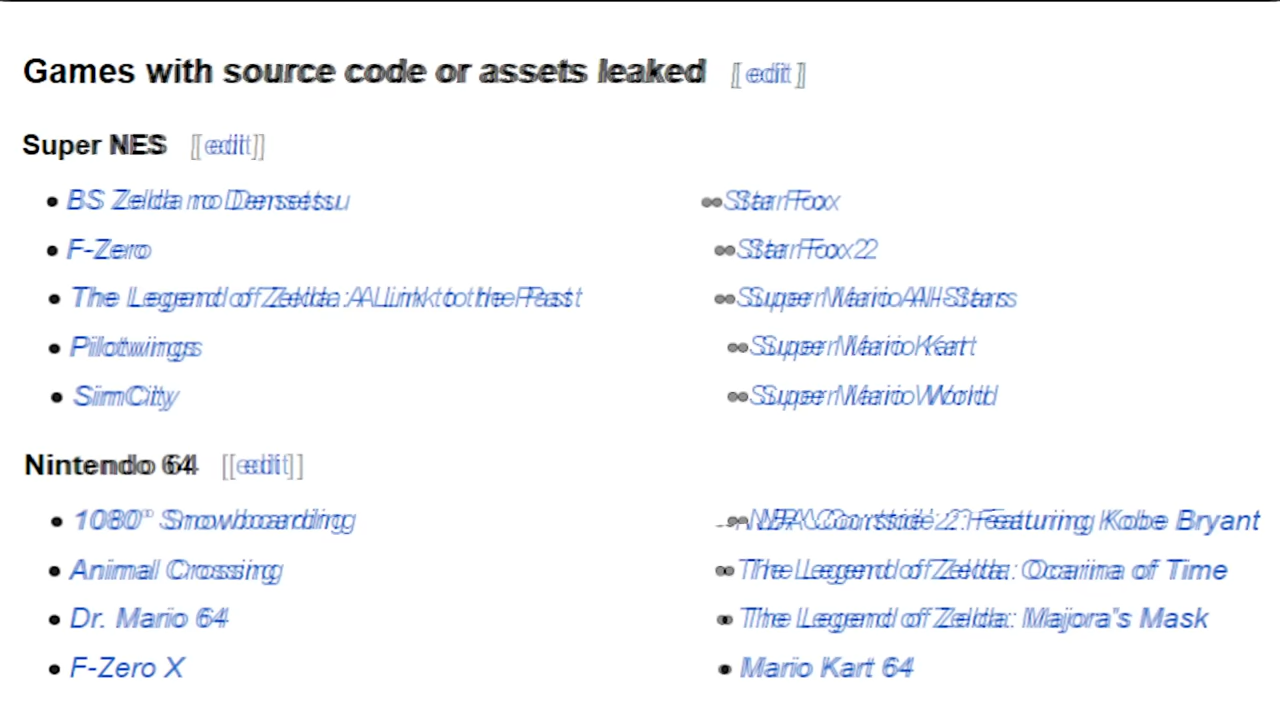 Games with source code or assets leaked [edit]
Super NES [edit]
BS Zelda no Densetsu
F-Zero
The Legend of Zelda: A Link to the Past
Pilotwings
SimCity
Star Fox
Star Fox 2
Super Mario All-Stars
Super Mario Kart
Super Mario World
Nintendo 64 [edit]
1080° Snowboarding
Animal Crossing
Dr. Mario 64
F-Zero X
NBA Courtside 2: Featuring Kobe Bryant
The Legend of Zelda: Ocarina of Time
The Legend of Zelda: Majora's Mask
Mario Kart 64